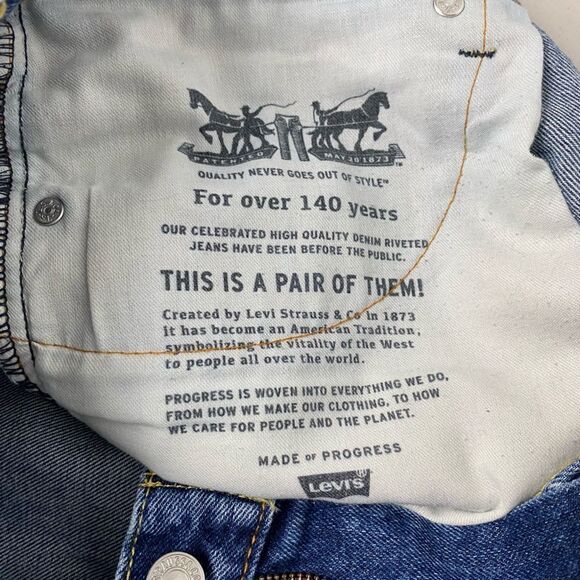 PATENTED MAY 20 1873
QUALITY NEVER GOES OUT OF STYLE™
For over 140 years
OUR CELEBRATED HIGH QUALITY DENIM RIVETED
JEANS HAVE BEEN BEFORE THE PUBLIC.
THIS IS A PAIR OF THEM!
Created by Levi Strauss & Co in 1873
it has become an American Tradition,
symbolizing the vitality of the West
to people all over the world.
PROGRESS IS WOVEN INTO EVERYTHING WE DO,
FROM HOW WE MAKE OUR CLOTHING, TO HOW
WE CARE FOR PEOPLE AND THE PLANET.
MADE OF PROGRESS
LEVI'S®